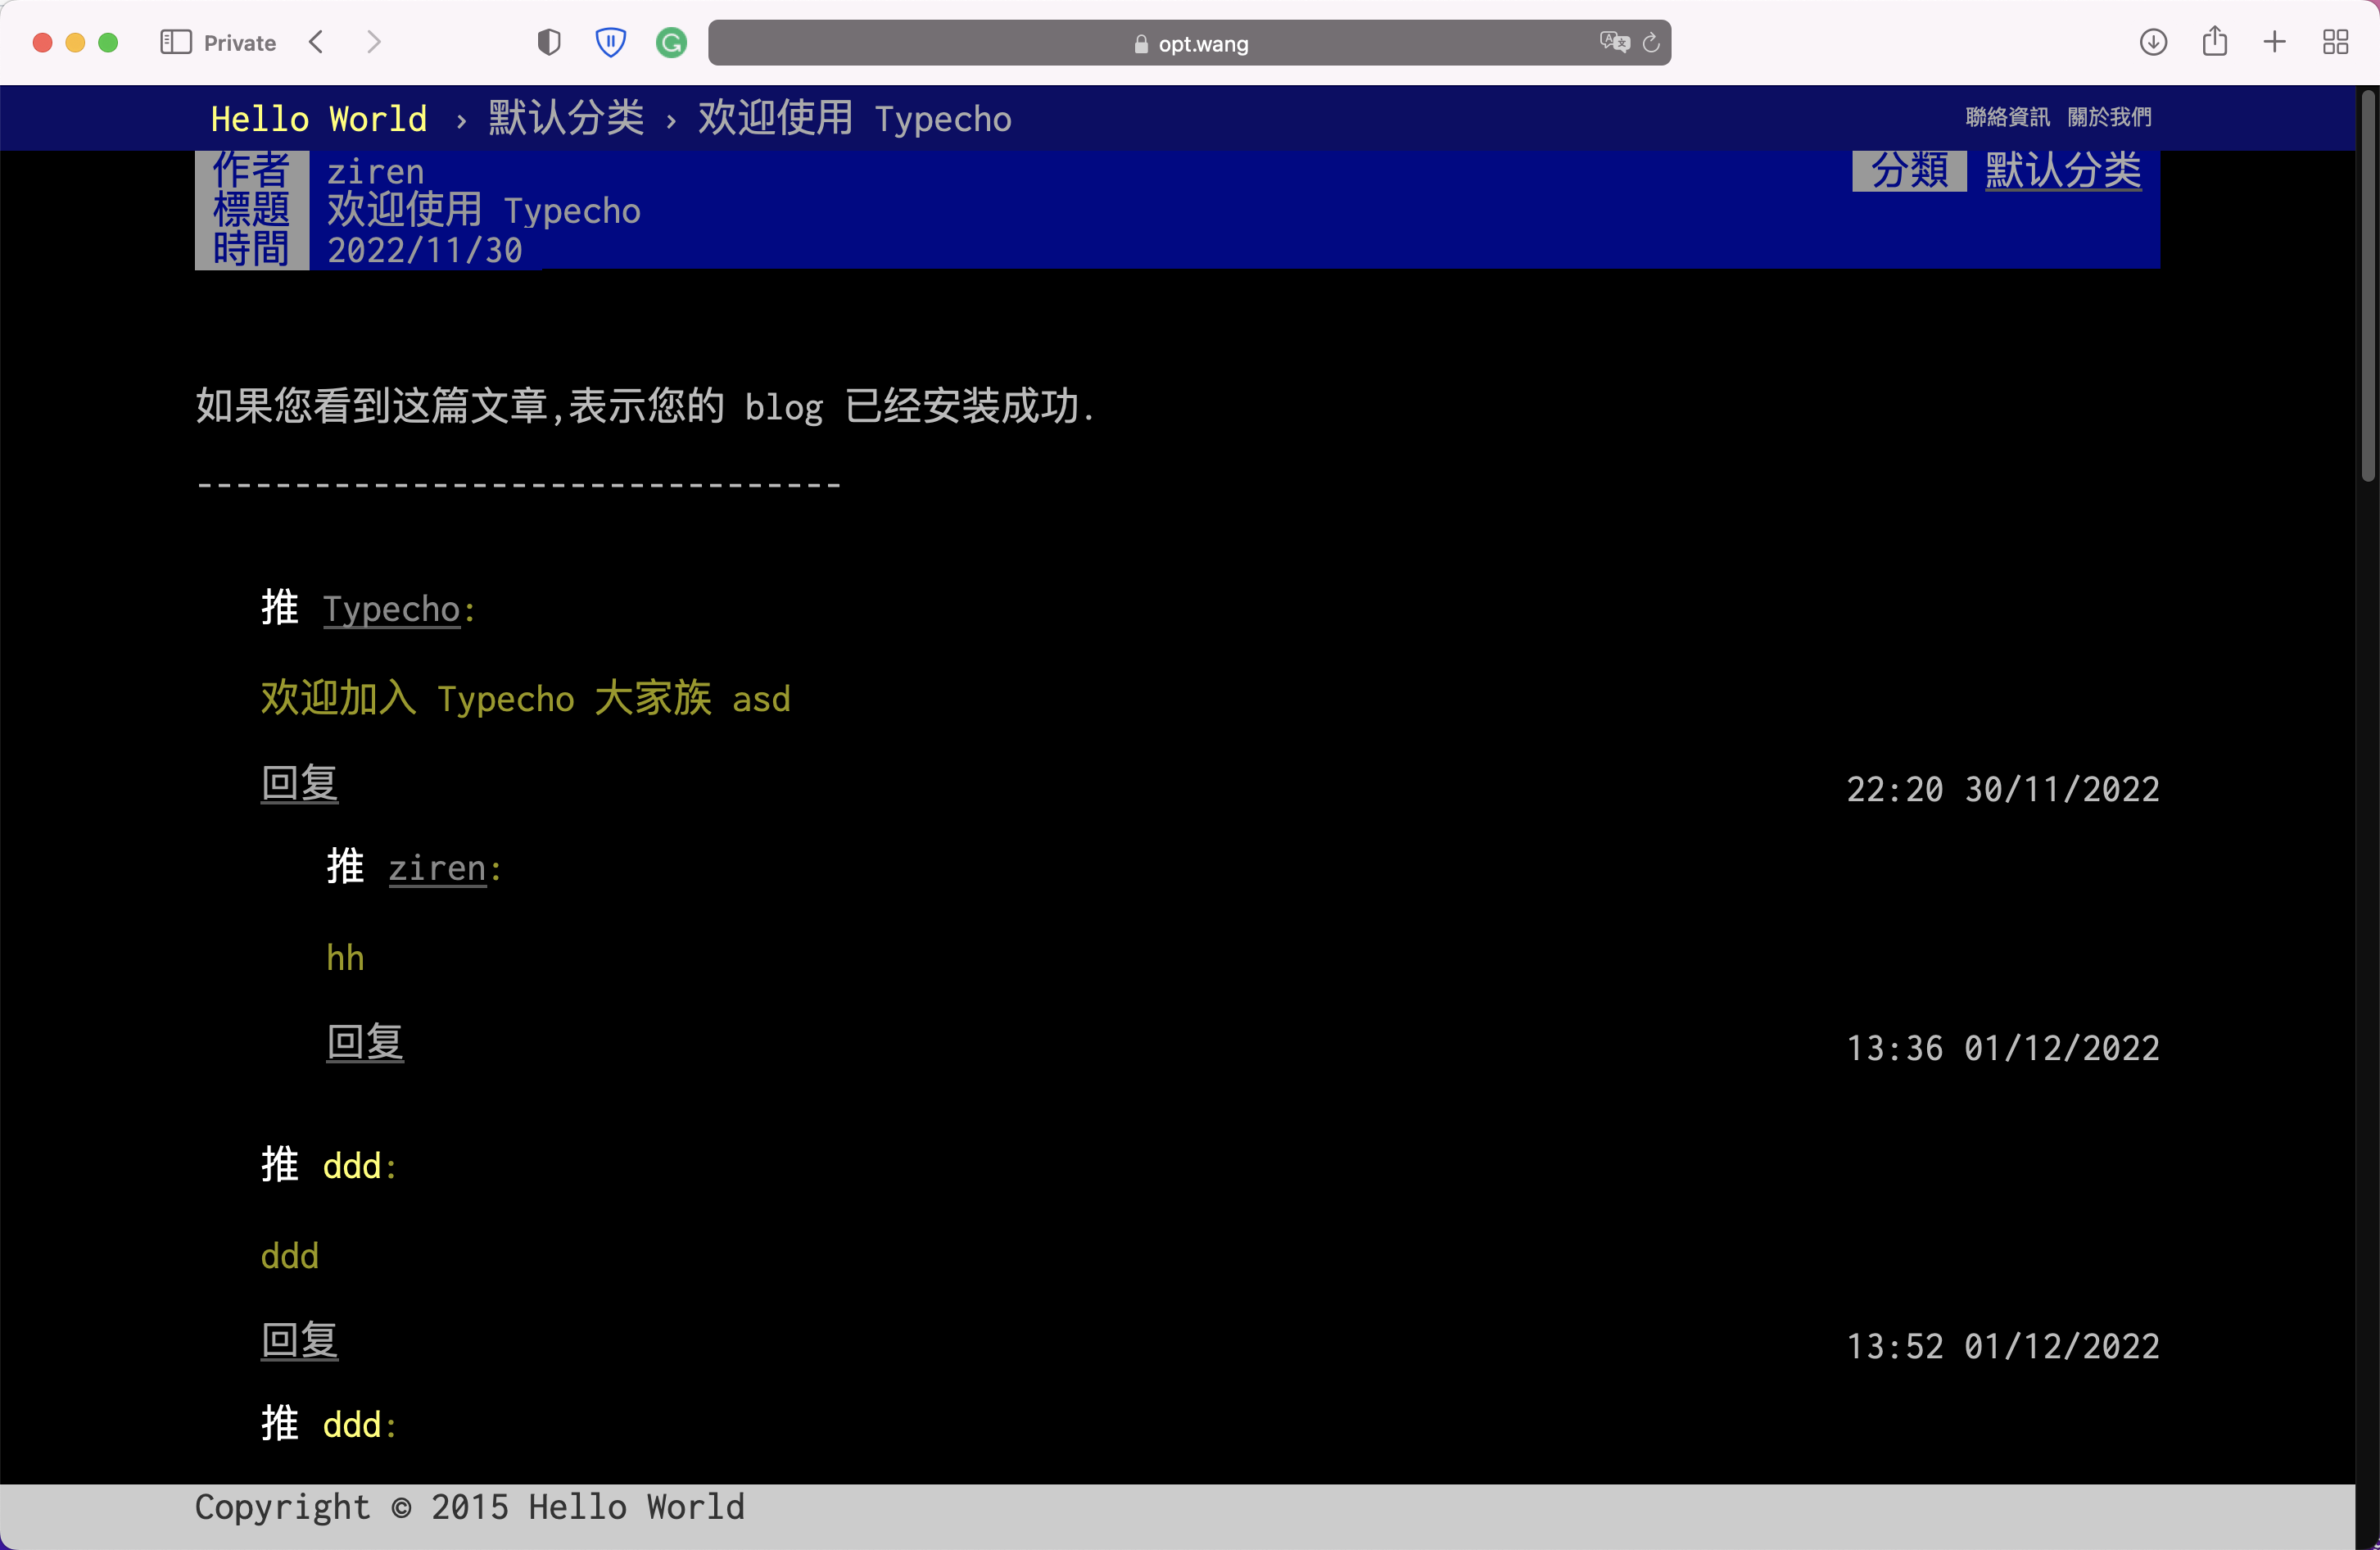 Private
opt.wang
Hello World › 默认分类 › 欢迎使用 Typecho
聯絡資訊 關於我們
作者 ziren
分類 默认分类
標題 欢迎使用 Typecho
時間 2022/11/30
如果您看到这篇文章,表示您的 blog 已经安装成功.
---------------------------------
推 Typecho:
欢迎加入 Typecho 大家族 asd
回复 22:20 30/11/2022
推 ziren:
hh
回复 13:36 01/12/2022
推 ddd:
ddd
回复 13:52 01/12/2022
推 ddd:
Copyright © 2015 Hello World